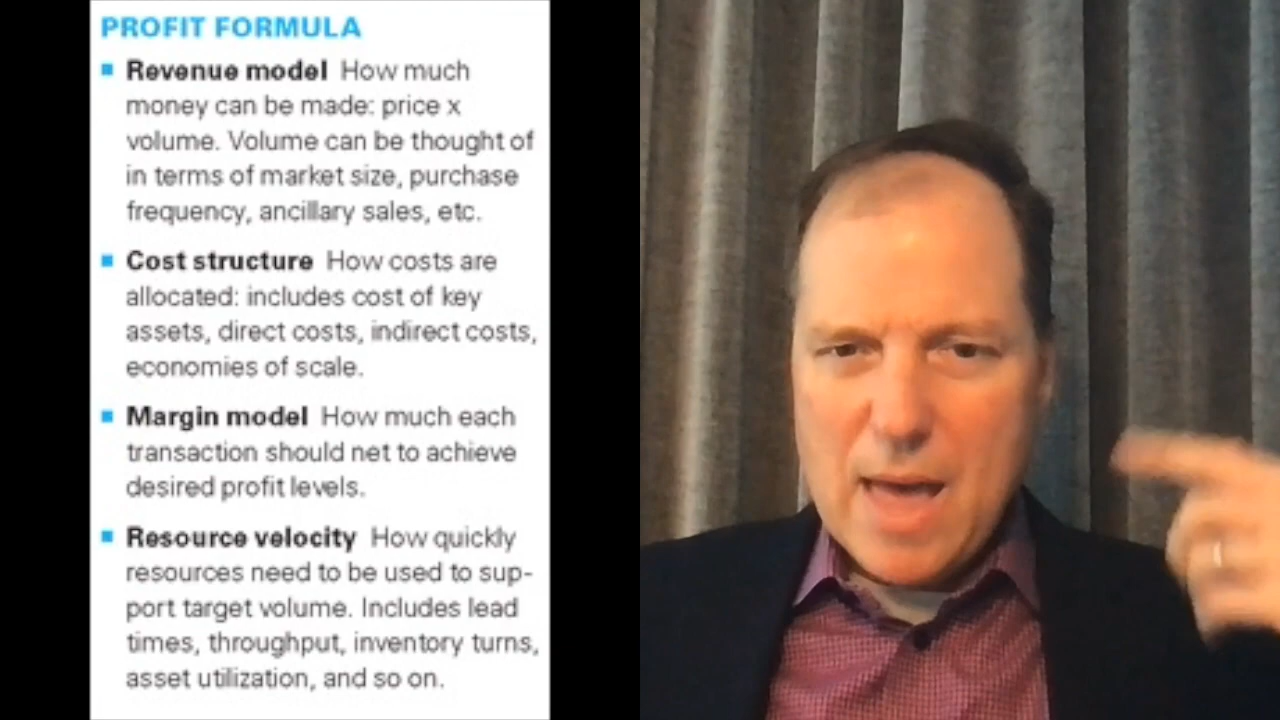 PROFIT FORMULA
Revenue model How much
money can be made: price x
volume. Volume can be thought of
in terms of market size, purchase
frequency, ancillary sales, etc.
Cost structure How costs are
allocated: includes cost of key
assets, direct costs, indirect costs,
economies of scale.
Margin model How much each
transaction should net to achieve
desired profit levels.
Resource velocity How quickly
resources need to be used to sup-
port target volume. Includes lead
times, throughput, inventory turns,
asset utilization, and so on.